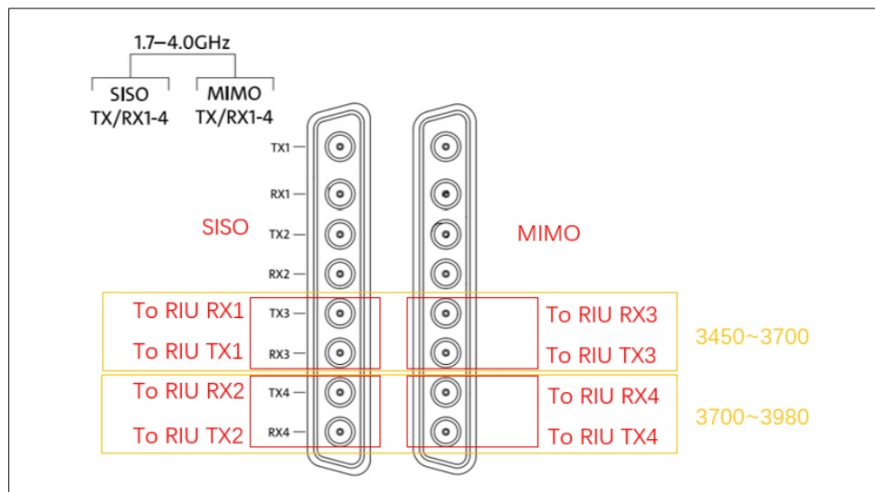 1.7–4.0GHz
SISO
TX/RX1-4
MIMO
TX/RX1-4
TX1
RX1
SISO
TX2
MIMO
RX2
To RIU RX1
TX3
To RIU RX3
3450~3700
To RIU TX1
RX3
To RIU TX3
To RIU RX2
TX4
To RIU RX4
3700~3980
To RIU TX2
RX4
To RIU TX4